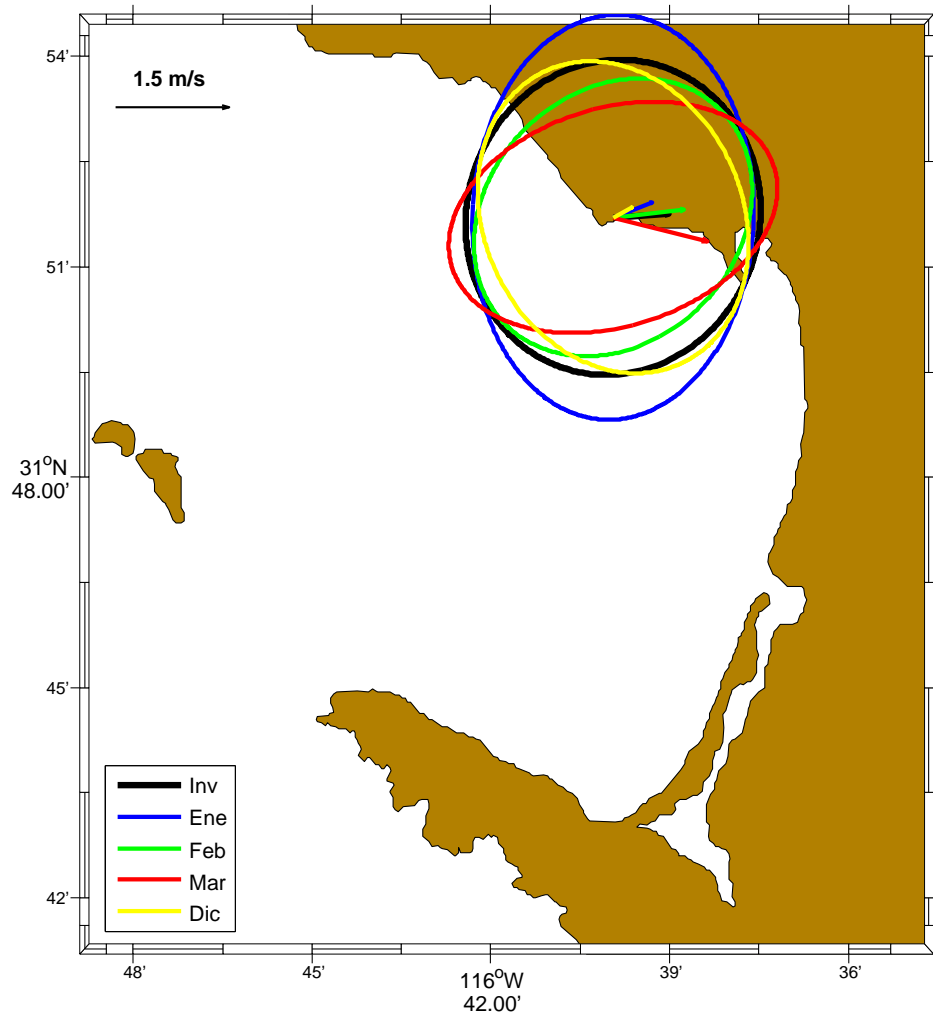 54'
1.5 m/s
51'
31°N
48.00'
45'
42'
Inv
Ene
Feb
Mar
Dic
48'
45'
116°W
42.00'
39'
36'